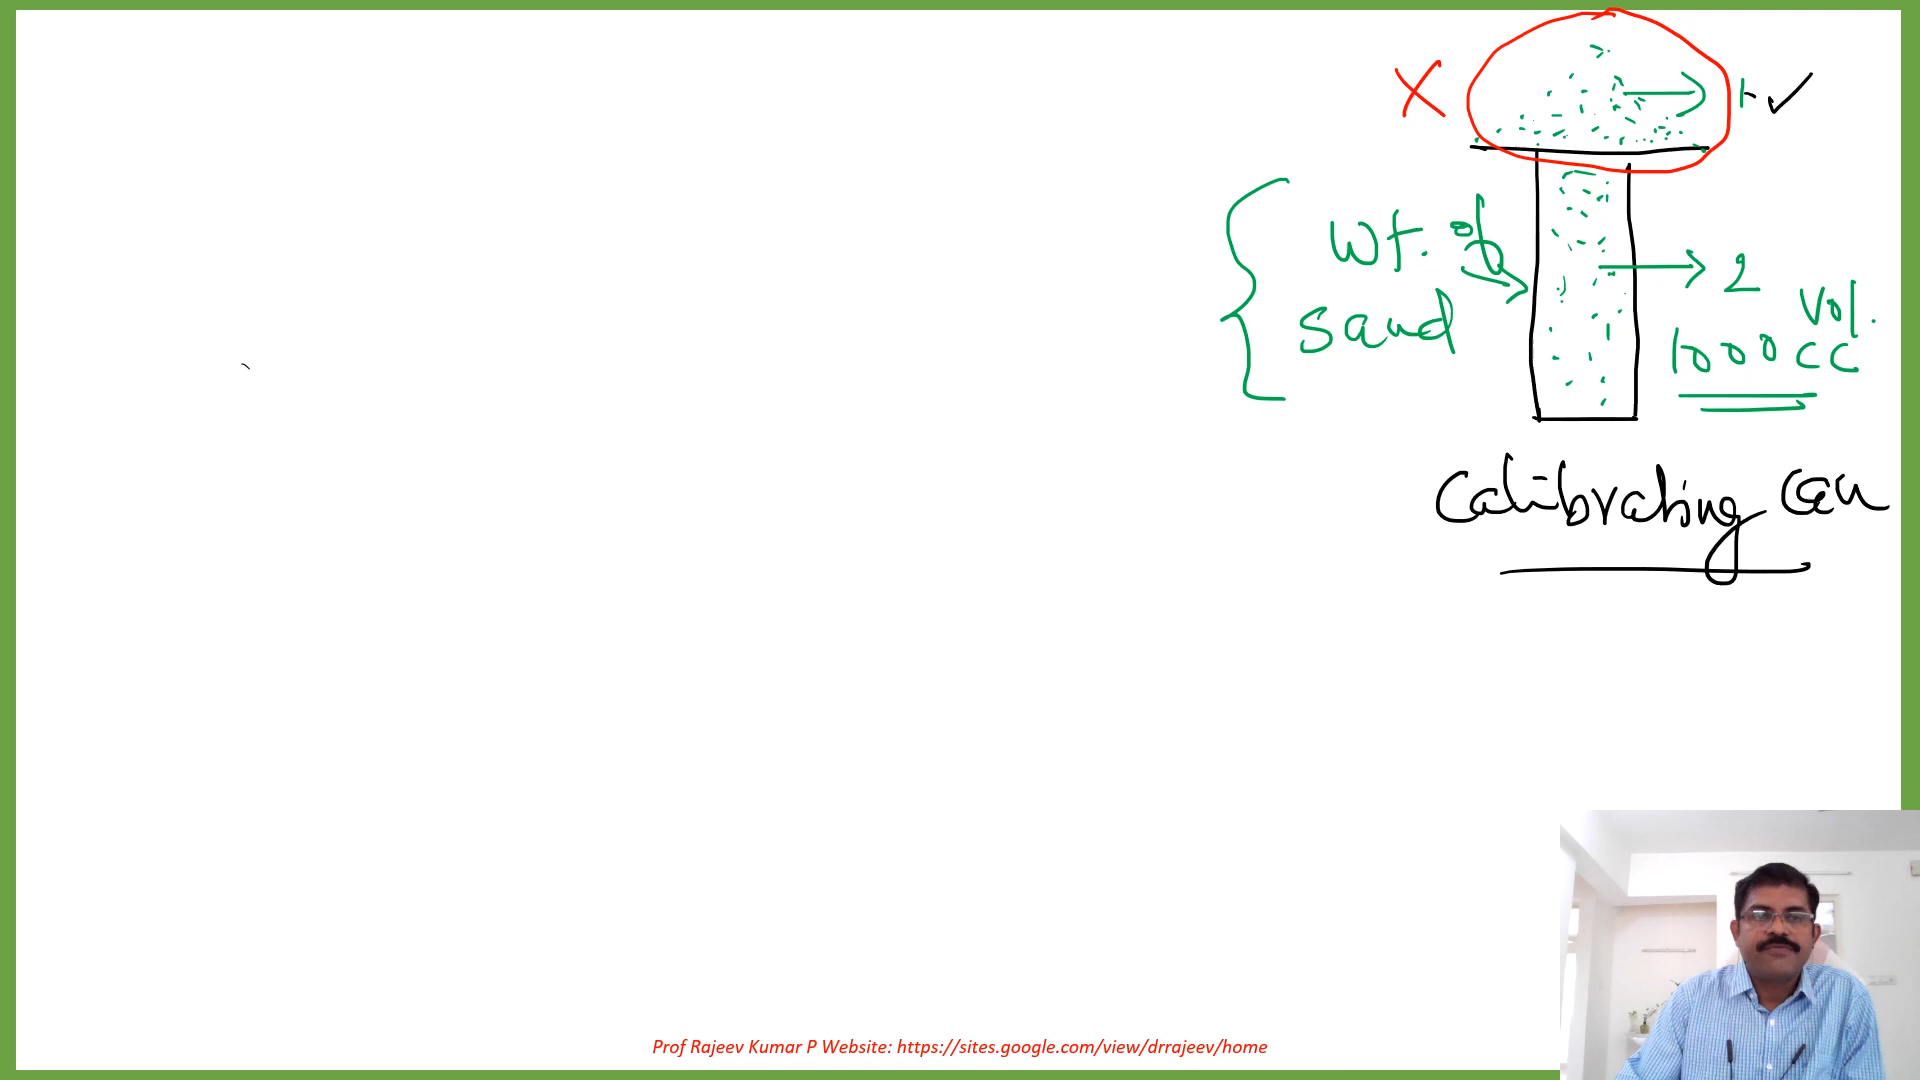 1 ✓
wt. of
sand
2
Vol.
1000 CC
Calibrating Can
Prof Rajeev Kumar P Website: https://sites.google.com/view/drrajeev/home